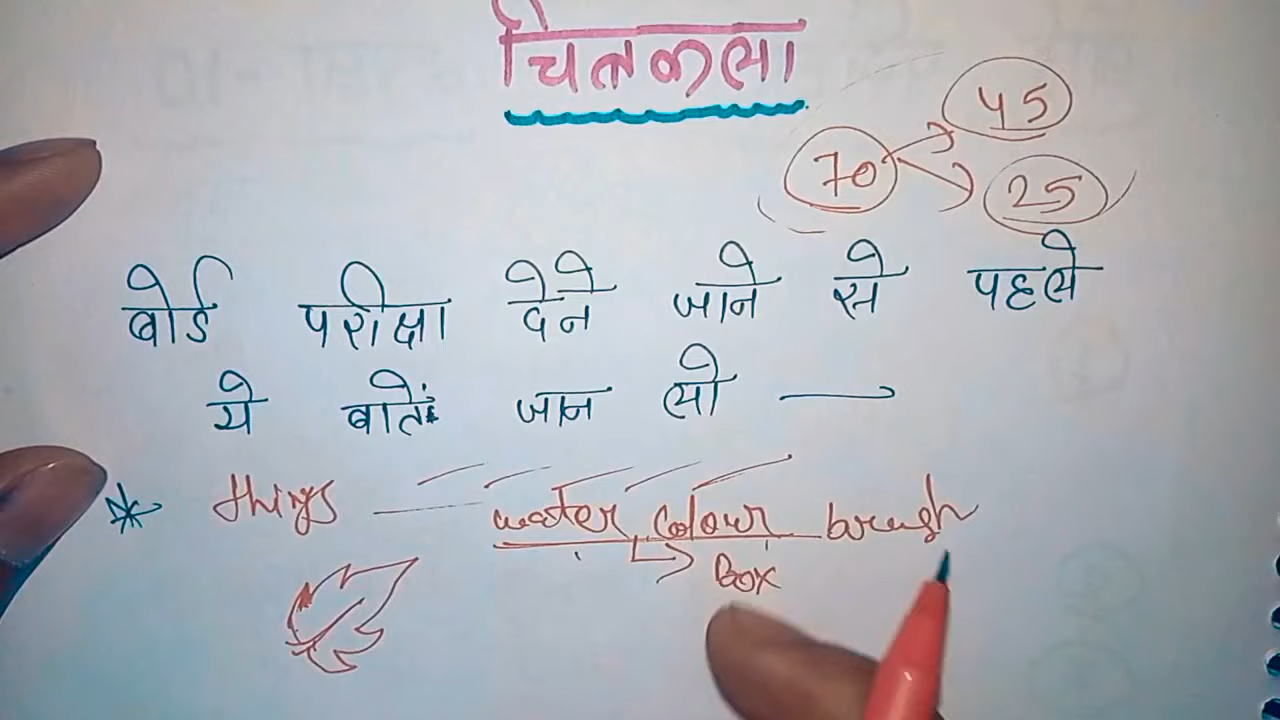 चित्रकला
70 45
25
बोर्ड परीक्षा देने जाने से पहले
ये बातें जान लो —
* things — water colour brush
Box